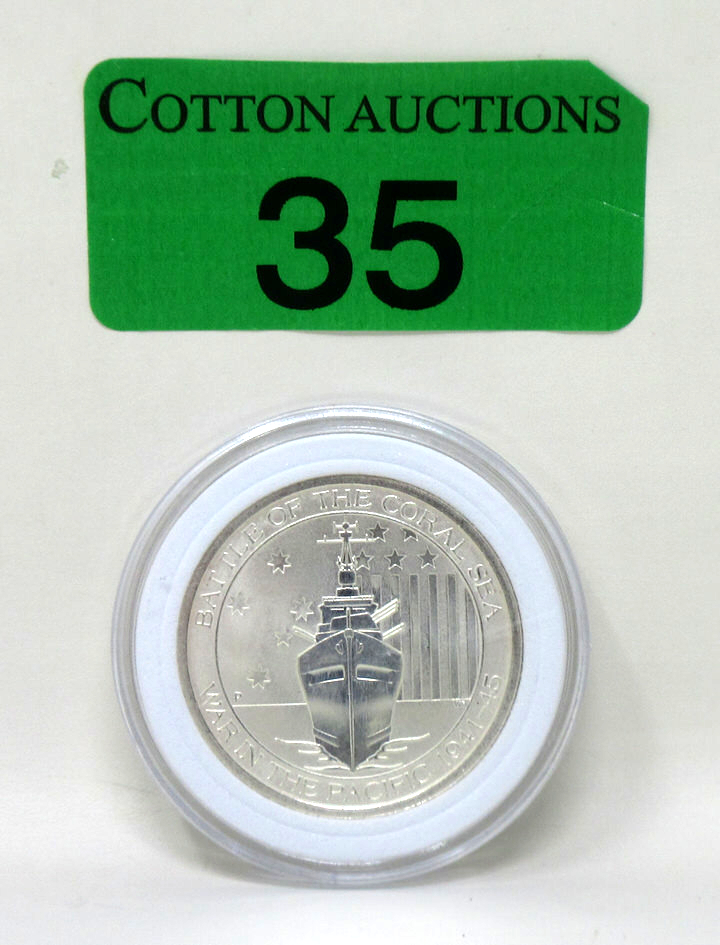 COTTON AUCTIONS
35
BATTLE OF THE CORAL SEA
P
WAR IN THE PACIFIC 1941-45